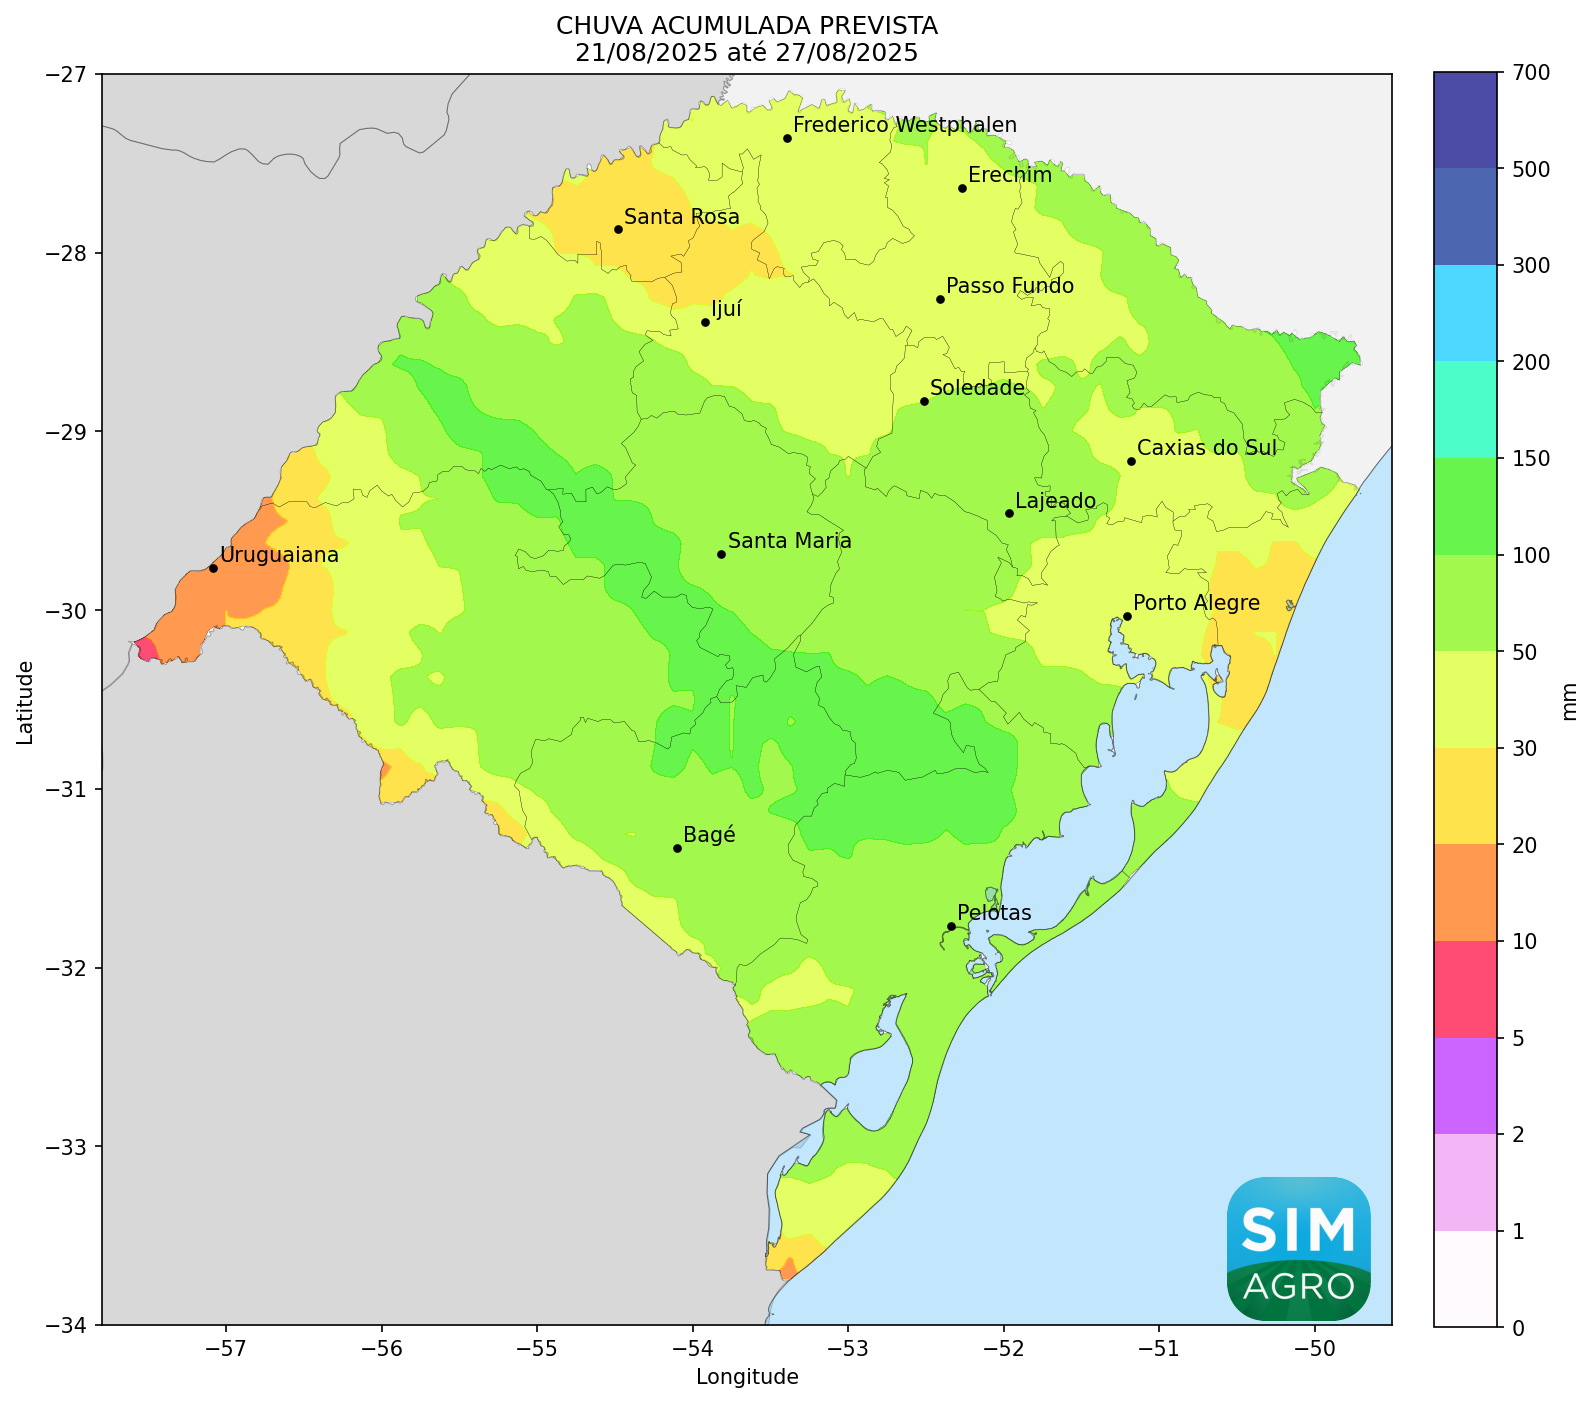 CHUVA ACUMULADA PREVISTA
21/08/2025 até 27/08/2025
−27
−28
−29
−30
−31
−32
−33
−34
Latitude
Frederico Westphalen
Erechim
Santa Rosa
Passo Fundo
Ijuí
Soledade
Caxias do Sul
Lajeado
Santa Maria
Uruguaiana
Porto Alegre
Bagé
Pelotas
SIM
AGRO
−57
−56
−55
−54
−53
−52
−51
−50
Longitude
700
500
300
200
150
100
50
30
20
10
5
2
1
0
mm